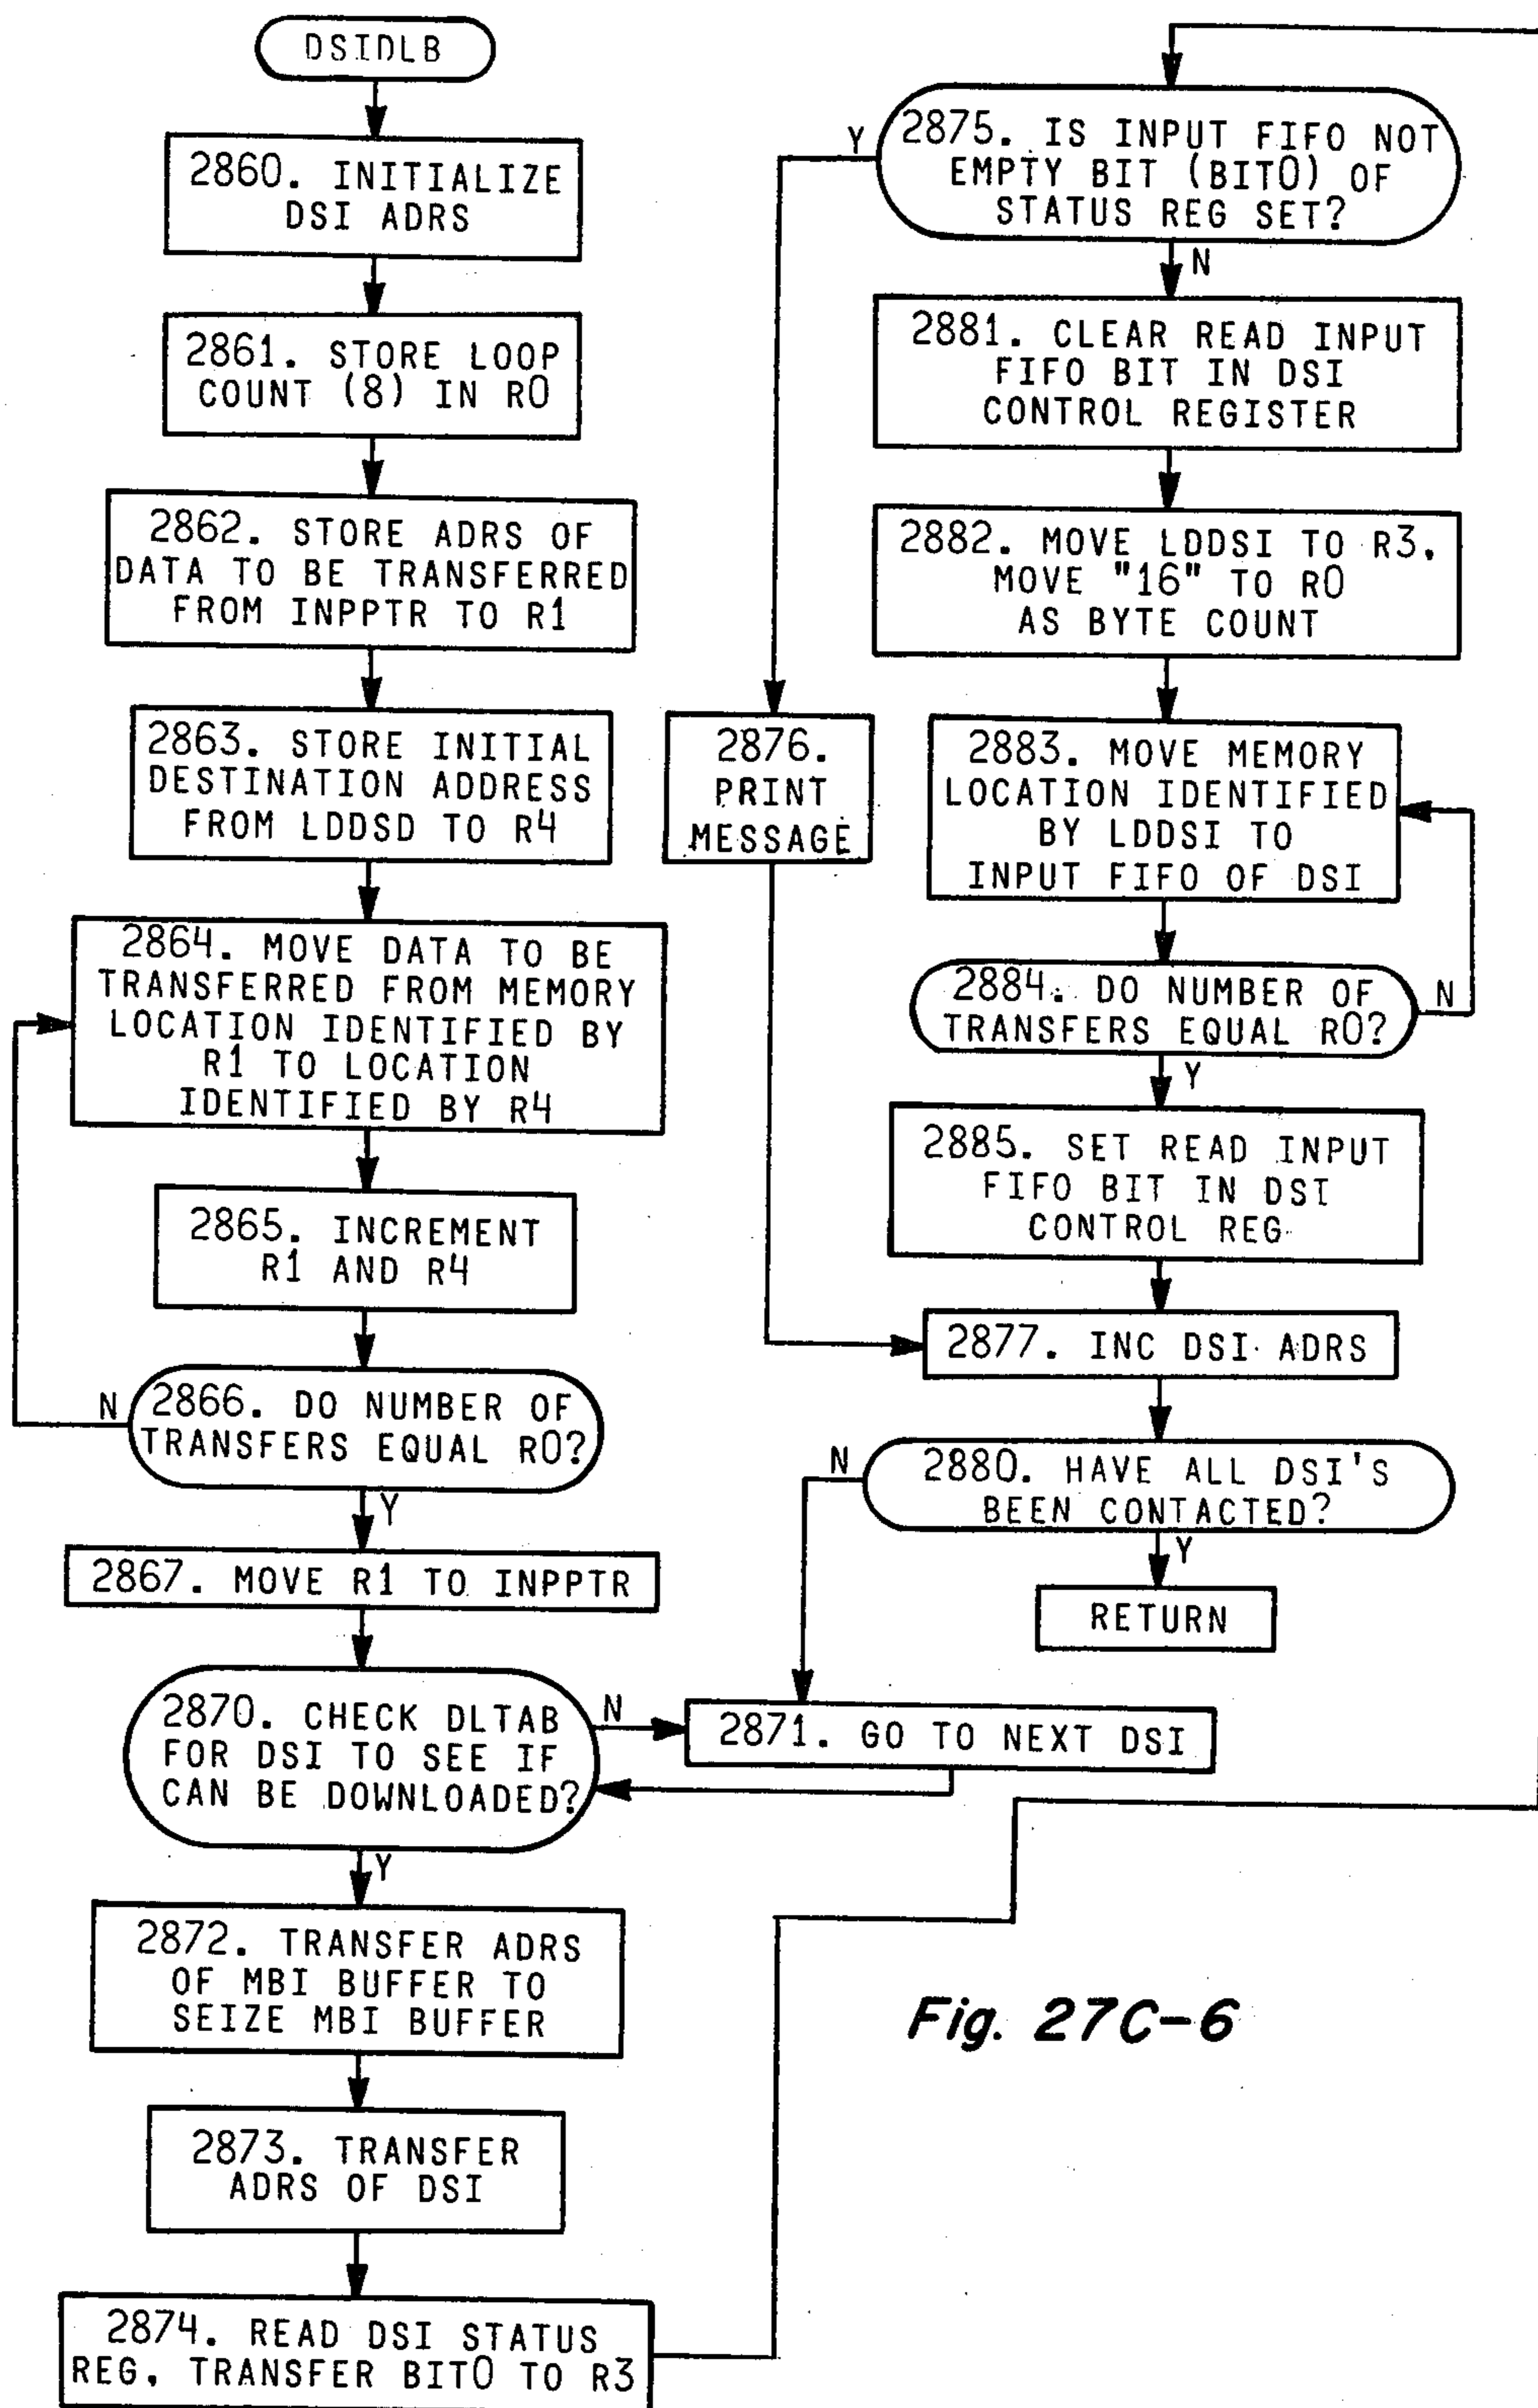 DSIDLB
2860. INITIALIZE
DSI ADRS
2861. STORE LOOP
COUNT (8) IN R0
2862. STORE ADRS OF
DATA TO BE TRANSFERRED
FROM INPPTR TO R1
2863. STORE INITIAL
DESTINATION ADDRESS
FROM LDDSD TO R4
2864. MOVE DATA TO BE
TRANSFERRED FROM MEMORY
LOCATION IDENTIFIED BY
R1 TO LOCATION
IDENTIFIED BY R4
2865. INCREMENT
R1 AND R4
2866. DO NUMBER OF
TRANSFERS EQUAL R0?
N
Y
2867. MOVE R1 TO INPPTR
2870. CHECK DLTAB
FOR DSI TO SEE IF
CAN BE DOWNLOADED?
N
Y
2871. GO TO NEXT DSI
2872. TRANSFER ADRS
OF MBI BUFFER TO
SEIZE MBI BUFFER
2873. TRANSFER
ADRS OF DSI
2874. READ DSI STATUS
REG, TRANSFER BIT0 TO R3
2875. IS INPUT FIFO NOT
EMPTY BIT (BIT0) OF
STATUS REG SET?
Y
N
2876.
PRINT
MESSAGE
2881. CLEAR READ INPUT
FIFO BIT IN DSI
CONTROL REGISTER
2882. MOVE LDDSI TO R3,
MOVE "16" TO R0
AS BYTE COUNT
2883. MOVE MEMORY
LOCATION IDENTIFIED
BY LDDSI TO
INPUT FIFO OF DSI
2884. DO NUMBER OF
TRANSFERS EQUAL R0?
N
Y
2885. SET READ INPUT
FIFO BIT IN DSI
CONTROL REG
2877. INC DSI ADRS
2880. HAVE ALL DSI'S
BEEN CONTACTED?
N
Y
RETURN
Fig. 27C-6